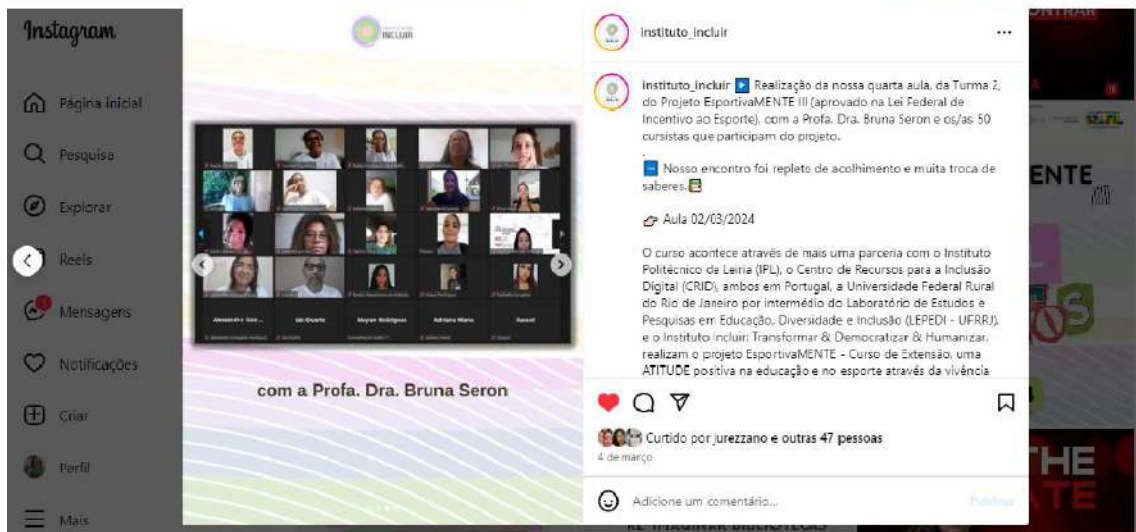 Instagram
Página inicial
Pesquisa
Explorar
Reels
Mensagens
Notificações
Criar
Perfil
Mais
INCLUIR
com a Profa. Dra. Bruna Seron
Alessandra
Isis Duarte
Mayian Rodrigues
Adriana Maria
Raquel
instituto_incluir
instituto_incluir Realização da nossa quarta aula, da Turma 2,
do Projeto EsportivaMENTE III (aprovado na Lei Federal de
Incentivo ao Esporte), com a Profa. Dra. Bruna Seron e os/as 50
cursistas que participam do projeto.
.
Nosso encontro foi repleto de acolhimento e muita troca de
saberes.
Aula 02/03/2024
O curso acontece através de mais uma parceria com o Instituto
Politécnico de Leiria (IPL), o Centro de Recursos para a Inclusão
Digital (CRID), ambos em Portugal, a Universidade Federal Rural
do Rio de Janeiro por intermédio do Laboratório de Estudos e
Pesquisas em Educação, Diversidade e Inclusão (LEPEDI - UFRRJ),
e o Instituto Incluir: Transformar & Democratizar & Humanizar,
realizam o projeto EsportivaMENTE - Curso de Extensão, uma
ATITUDE positiva na educação e no esporte através da vivência
Curtido por jurezzano e outras 47 pessoas
4 de março
Adicione um comentário...
Publicar
ENTE
THE